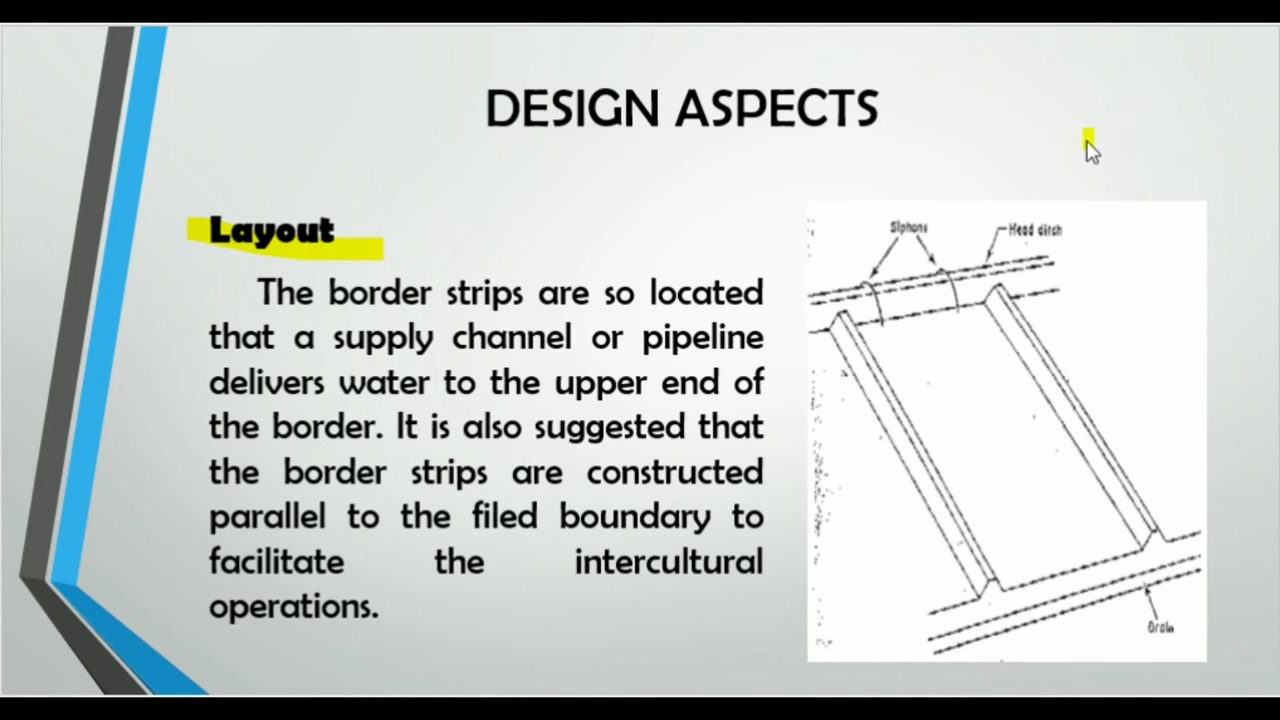 DESIGN ASPECTS
Layout
The border strips are so located
that a supply channel or pipeline
delivers water to the upper end of
the border. It is also suggested that
the border strips are constructed
parallel to the filed boundary to
facilitate the intercultural
operations.
Siphons
Head ditch
Drain